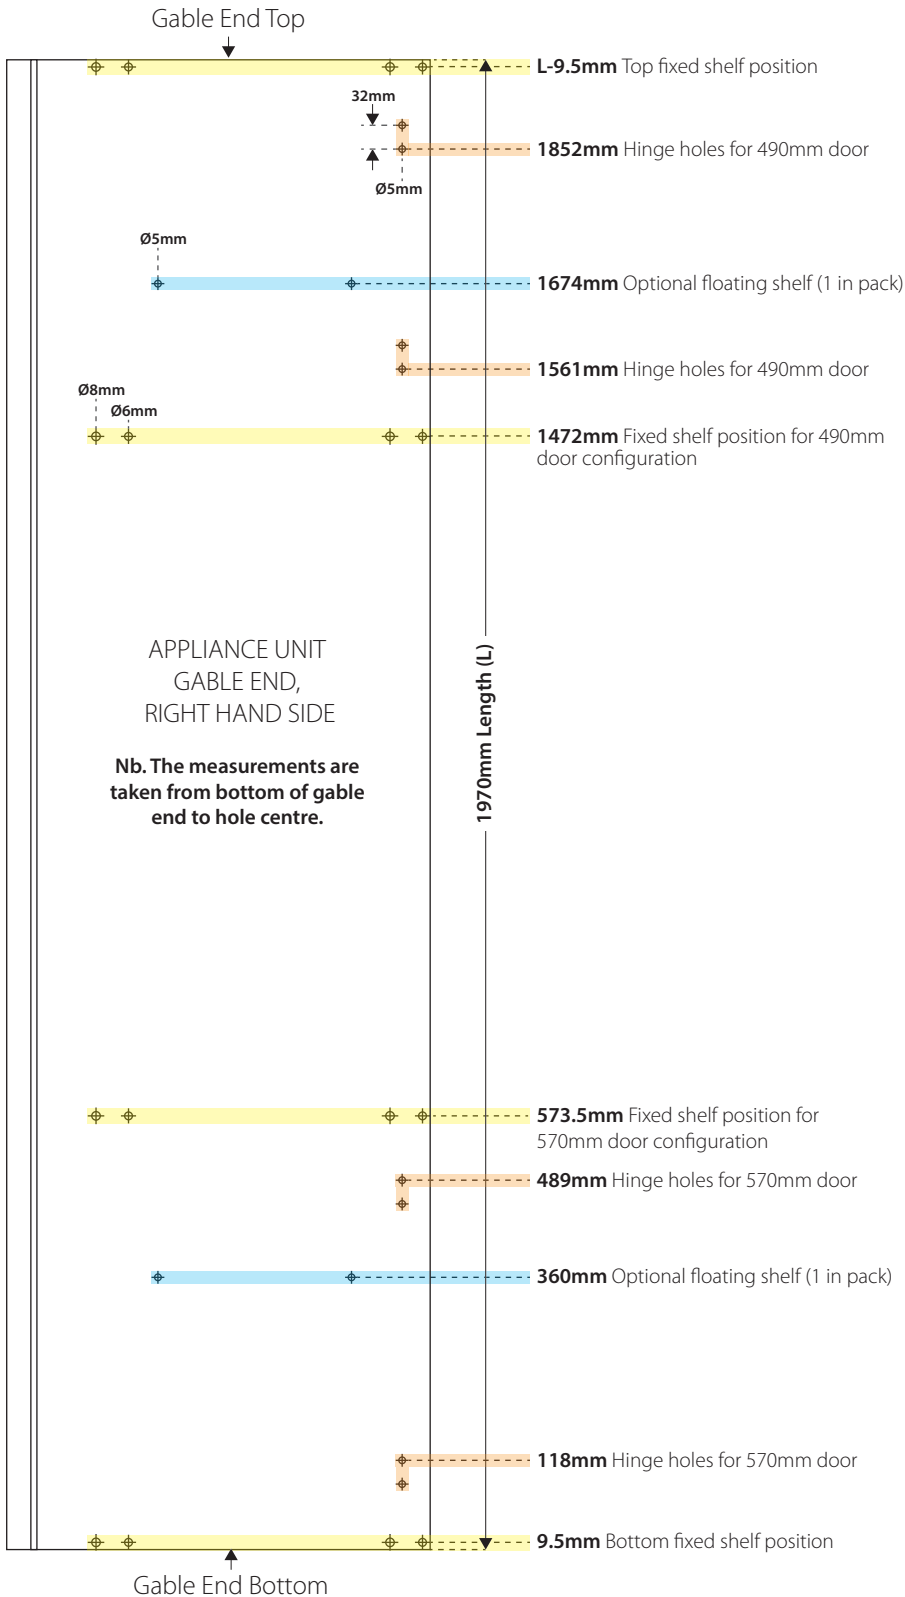 Gable End Top
L-9.5mm Top fixed shelf position
32mm
1852mm Hinge holes for 490mm door
Ø5mm
Ø5mm
1674mm Optional floating shelf (1 in pack)
1561mm Hinge holes for 490mm door
Ø8mm
Ø6mm
1472mm Fixed shelf position for 490mm
door configuration
APPLIANCE UNIT
GABLE END,
RIGHT HAND SIDE
Nb. The measurements are
taken from bottom of gable
end to hole centre.
1970mm Length (L)
573.5mm Fixed shelf position for
570mm door configuration
489mm Hinge holes for 570mm door
360mm Optional floating shelf (1 in pack)
118mm Hinge holes for 570mm door
9.5mm Bottom fixed shelf position
Gable End Bottom